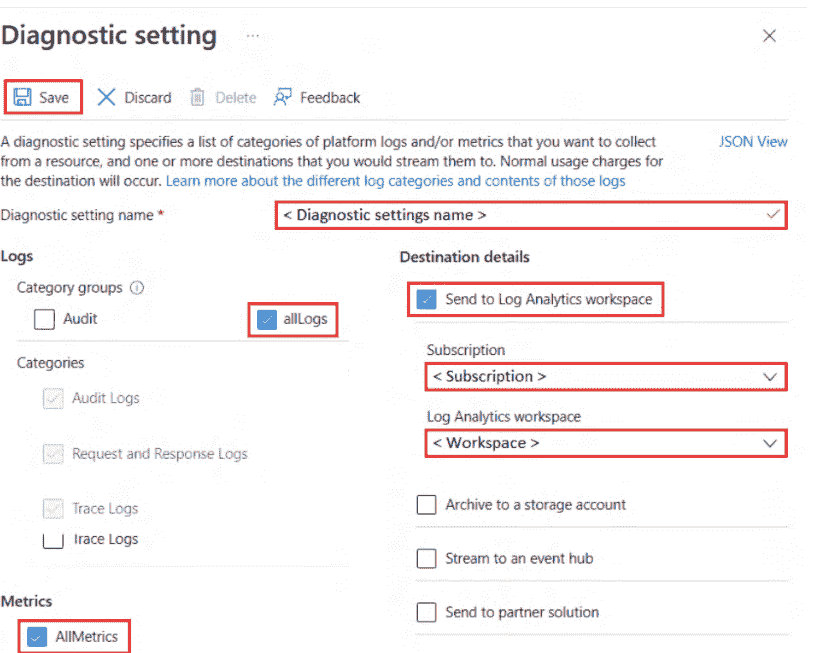 Diagnostic setting ...
Save Discard Delete Feedback
A diagnostic setting specifies a list of categories of platform logs and/or metrics that you want to collect JSON View
from a resource, and one or more destinations that you would stream them to. Normal usage charges for
the destination will occur. Learn more about the different log categories and contents of those logs
Diagnostic setting name * < Diagnostic settings name >
Logs
Category groups
Audit allLogs
Categories
Audit Logs
Request and Response Logs
Trace Logs
Trace Logs
Metrics
AllMetrics
Destination details
Send to Log Analytics workspace
Subscription
< Subscription >
Log Analytics workspace
< Workspace >
Archive to a storage account
Stream to an event hub
Send to partner solution